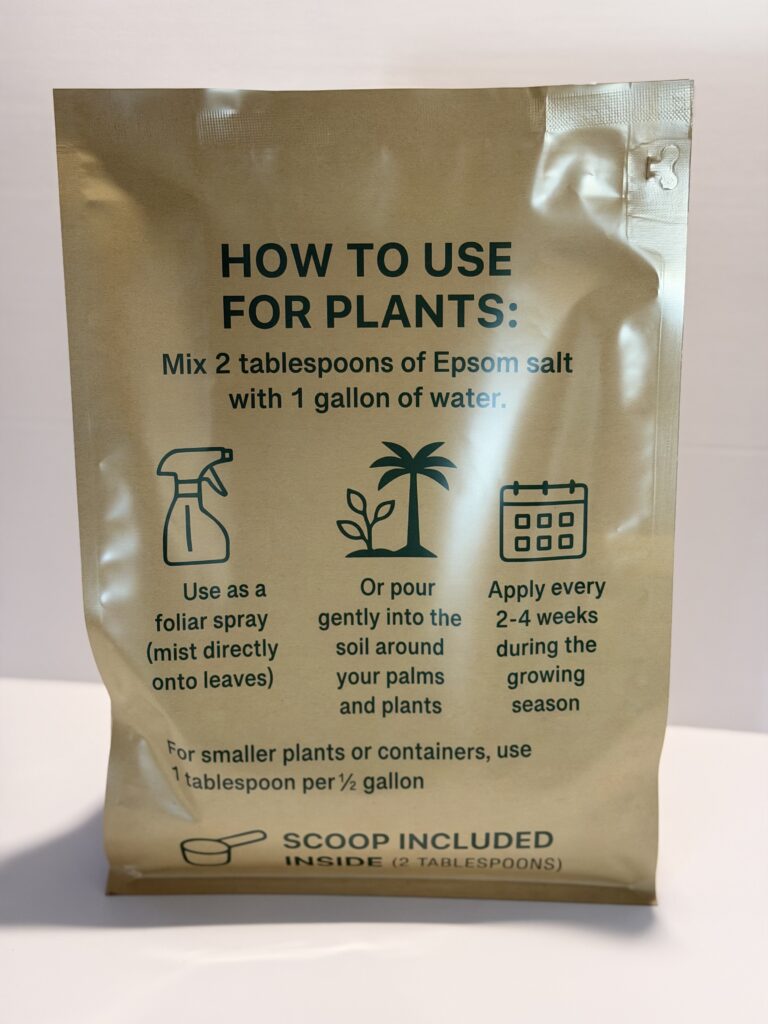 HOW TO USE
FOR PLANTS:
Mix 2 tablespoons of Epsom salt
with 1 gallon of water.
Use as a
foliar spray
(mist directly
onto leaves)
Or pour
gently into the
soil around
your palms
and plants
Apply every
2-4 weeks
during the
growing
season
For smaller plants or containers, use
1 tablespoon per ½ gallon
SCOOP INCLUDED
INSIDE (2 TABLESPOONS)